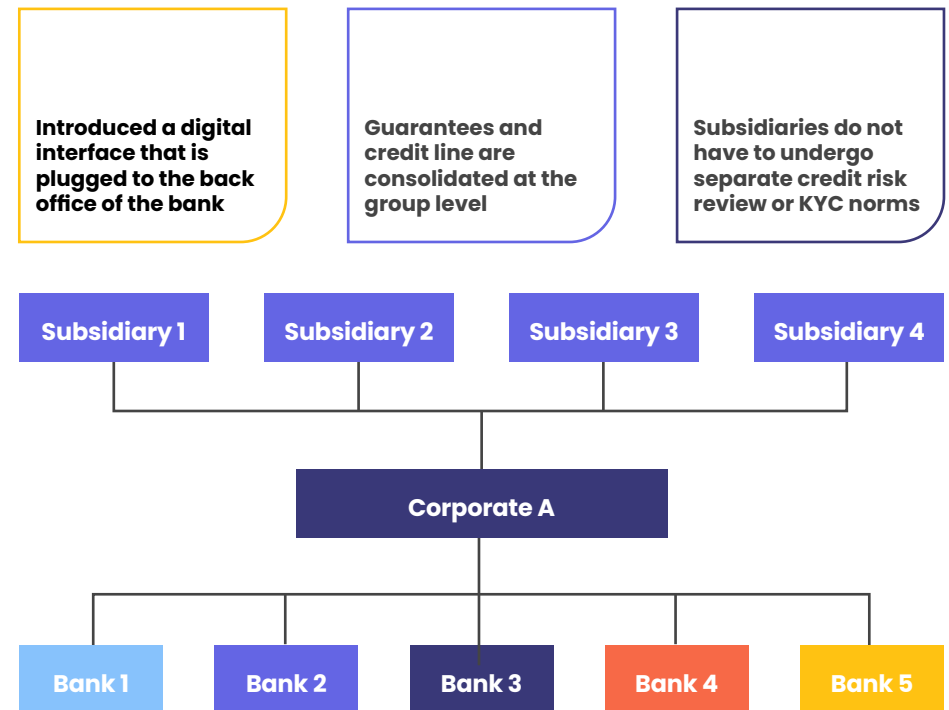 Introduced a digital
interface that is
plugged to the back
office of the bank
Guarantees and
credit line are
consolidated at the
group level
Subsidiaries do not
have to undergo
separate credit risk
review or KYC norms
Subsidiary 1
Subsidiary 2
Subsidiary 3
Subsidiary 4
Corporate A
Bank 1
Bank 2
Bank 3
Bank 4
Bank 5